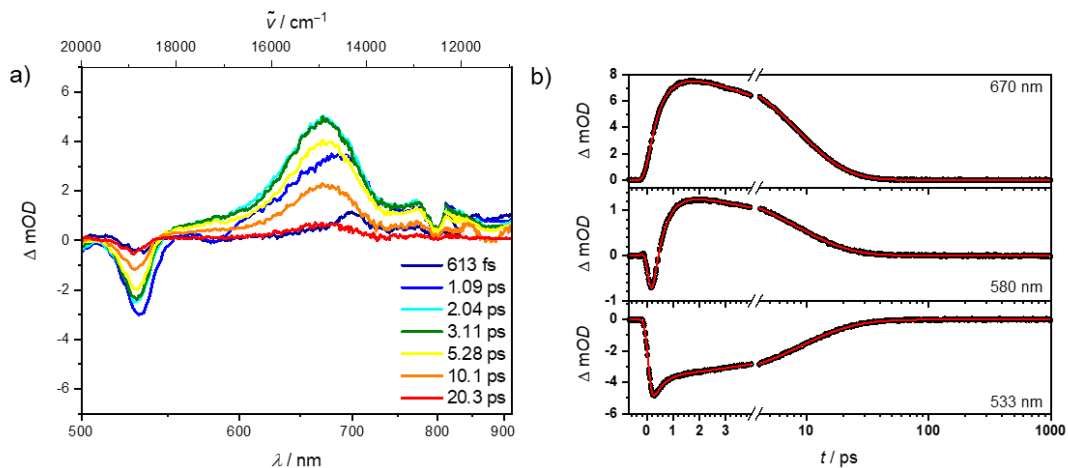 a)
ṽ / cm⁻¹
20000 18000 16000 14000 12000
Δ mOD
6
4
2
0
-2
-4
-6
613 fs
1.09 ps
2.04 ps
3.11 ps
5.28 ps
10.1 ps
20.3 ps
500 600 700 800 900
λ / nm
b)
Δ mOD
8
6
4
2
0
670 nm
Δ mOD
1
0
1
580 nm
Δ mOD
0
-2
-4
-6
533 nm
0 1 2 3 10 100 1000
t / ps